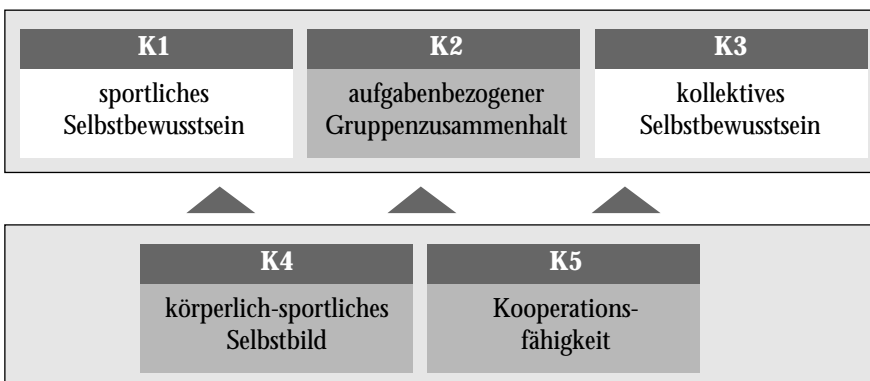 K1
sportliches
Selbstbewusstsein
K2
aufgabenbezogener
Gruppenzusammenhalt
K3
kollektives
Selbstbewusstsein
K4
körperlich-sportliches
Selbstbild
K5
Kooperations-
fähigkeit